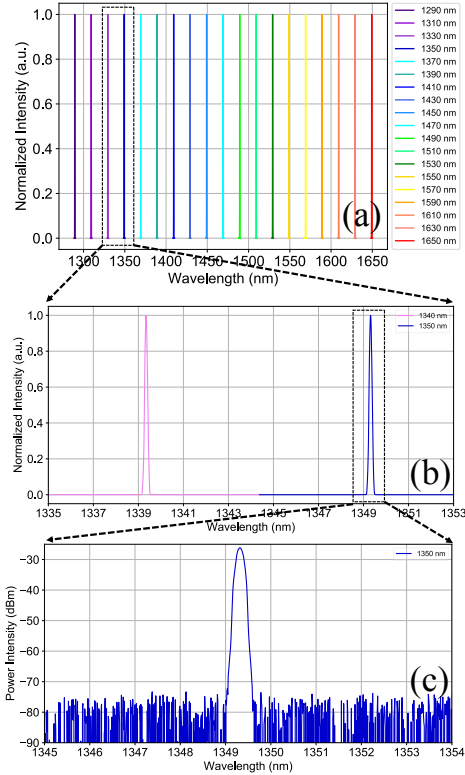 Normalized Intensity (a.u.)
1.0
0.8
0.6
0.4
0.2
0.0
1300 1350 1400 1450 1500 1550 1600 1650
Wavelength (nm)
(a)
1290 nm
1310 nm
1330 nm
1350 nm
1370 nm
1390 nm
1410 nm
1430 nm
1450 nm
1470 nm
1490 nm
1510 nm
1530 nm
1550 nm
1570 nm
1590 nm
1610 nm
1630 nm
1650 nm
Normalized Intensity (a.u.)
1.0
0.8
0.6
0.4
0.2
0.0
1335 1337 1339 1341 1343 1345 1347 1349 1351 1353
Wavelength (nm)
1340 nm
1350 nm
(b)
Power Intensity (dBm)
−30
−40
−50
−60
−70
−80
−90
1345 1346 1347 1348 1349 1350 1351 1352 1353 1354
Wavelength (nm)
1350 nm
(c)